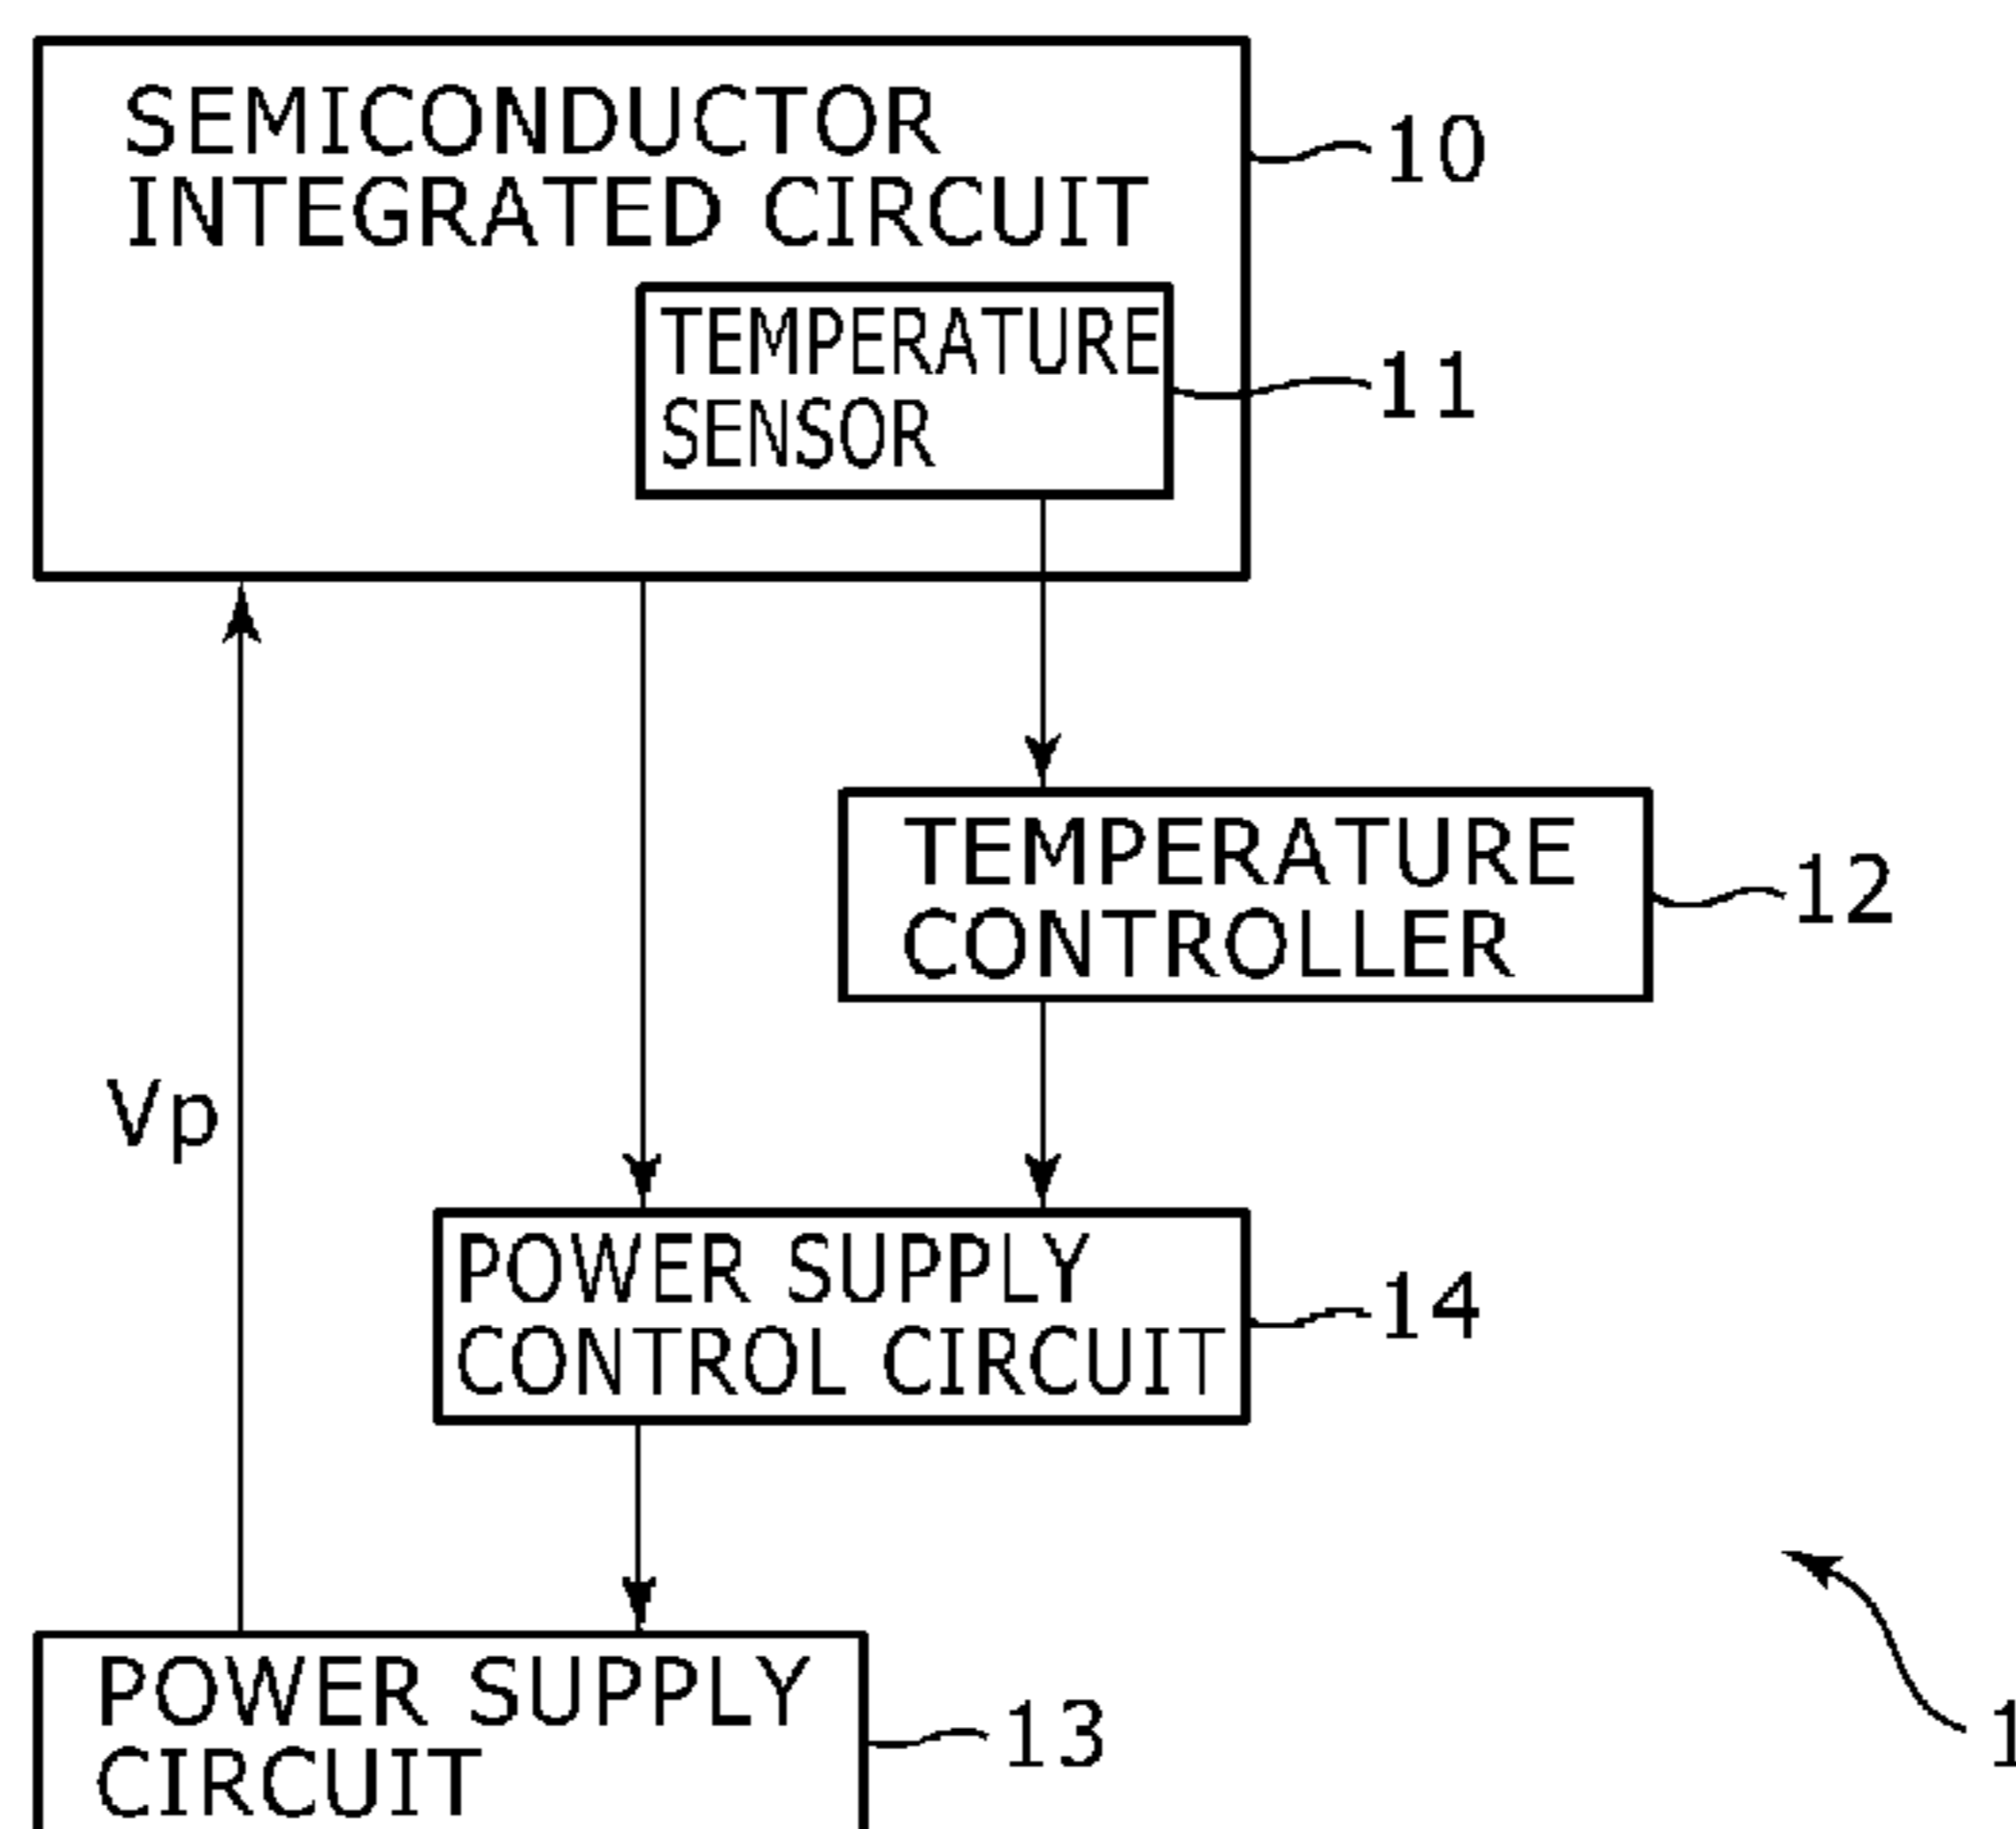 SEMICONDUCTOR
INTEGRATED CIRCUIT
10
TEMPERATURE
SENSOR
11
TEMPERATURE
CONTROLLER
12
Vp
POWER SUPPLY
CONTROL CIRCUIT
14
POWER SUPPLY
CIRCUIT
13
1